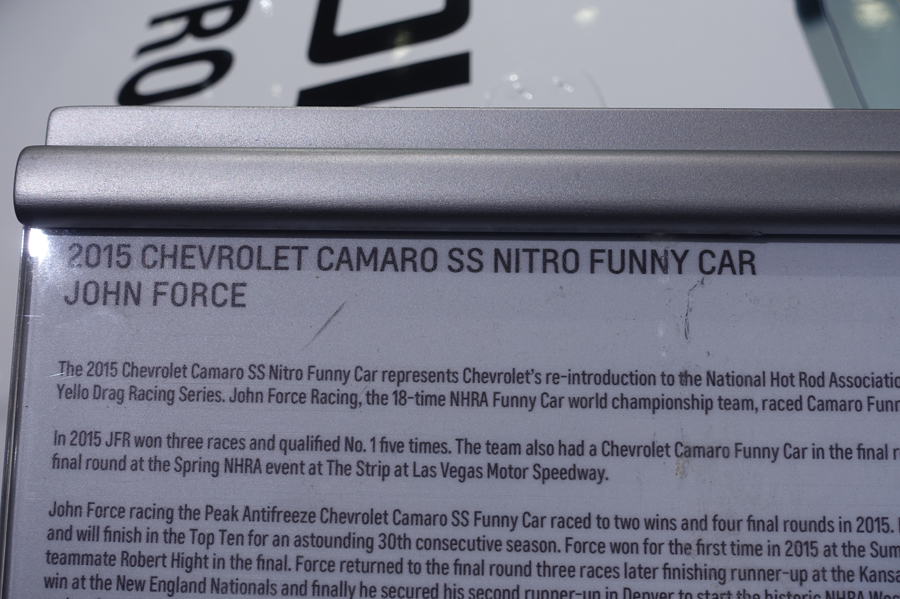 RO
2015 CHEVROLET CAMARO SS NITRO FUNNY CAR
JOHN FORCE
The 2015 Chevrolet Camaro SS Nitro Funny Car represents Chevrolet's re-introduction to the National Hot Rod Associatio
Yello Drag Racing Series. John Force Racing, the 18-time NHRA Funny Car world championship team, raced Camaro Funn
In 2015 JFR won three races and qualified No. 1 five times. The team also had a Chevrolet Camaro Funny Car in the final r
final round at the Spring NHRA event at The Strip at Las Vegas Motor Speedway.
John Force racing the Peak Antifreeze Chevrolet Camaro SS Funny Car raced to two wins and four final rounds in 2015.
and will finish in the Top Ten for an astounding 30th consecutive season. Force won for the first time in 2015 at the Sum
teammate Robert Hight in the final. Force returned to the final round three races later finishing runner-up at the Kansa
win at the New England Nationals and finally he secured his second runner-up in Denver to start the historic NHRA Wes